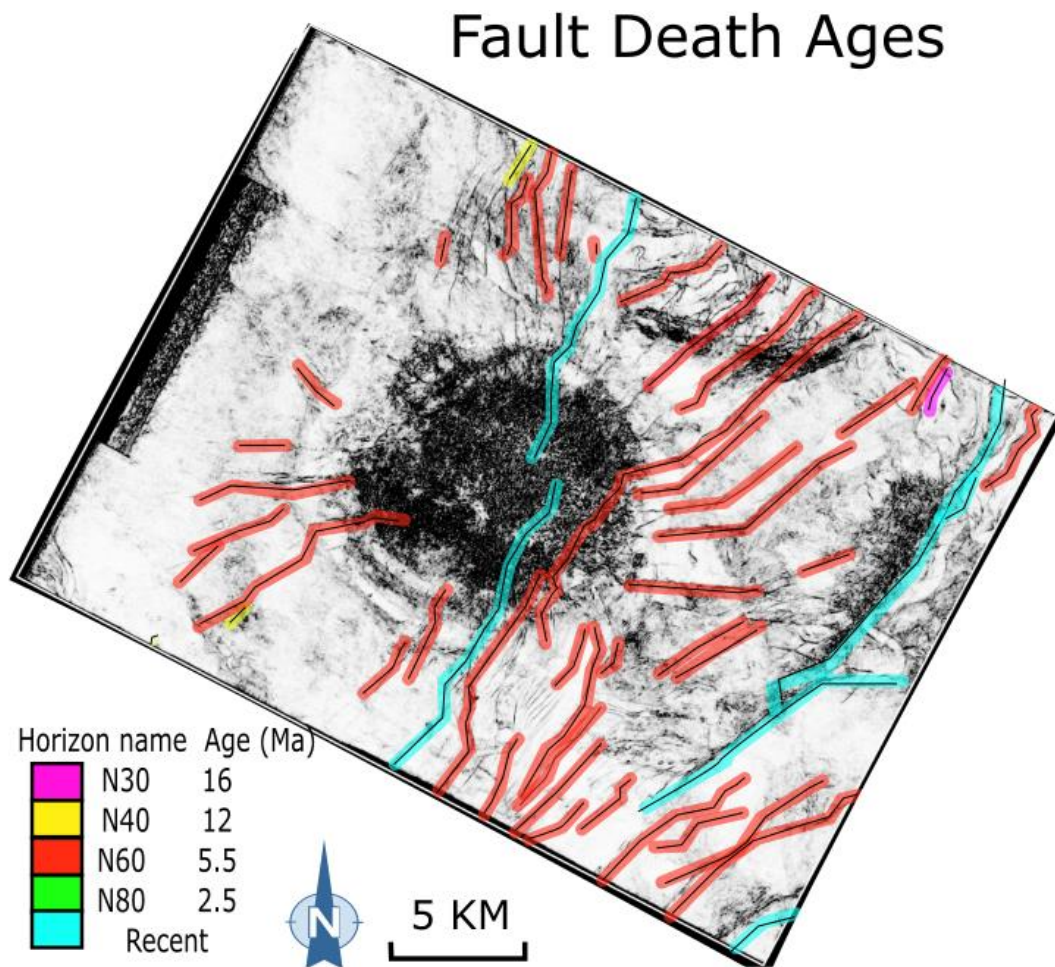 Fault Death Ages
Horizon name Age (Ma)
N30 16
N40 12
N60 5.5
N80 2.5
Recent
N
5 KM